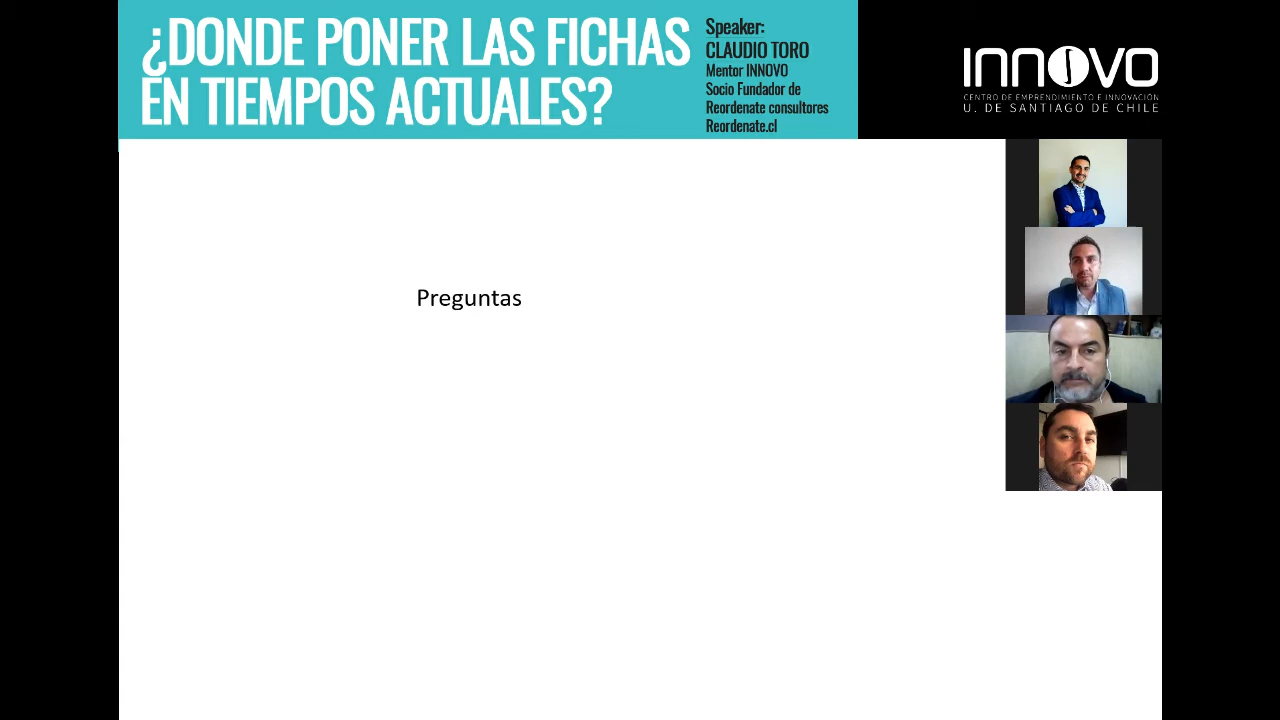 ¿DONDE PONER LAS FICHAS
EN TIEMPOS ACTUALES?
Speaker:
CLAUDIO TORO
Mentor INNOVO
Socio Fundador de
Reordenate consultores
Reordenate.cl
INNOVO
CENTRO DE EMPRENDIMIENTO E INNOVACIÓN
U. DE SANTIAGO DE CHILE
Preguntas